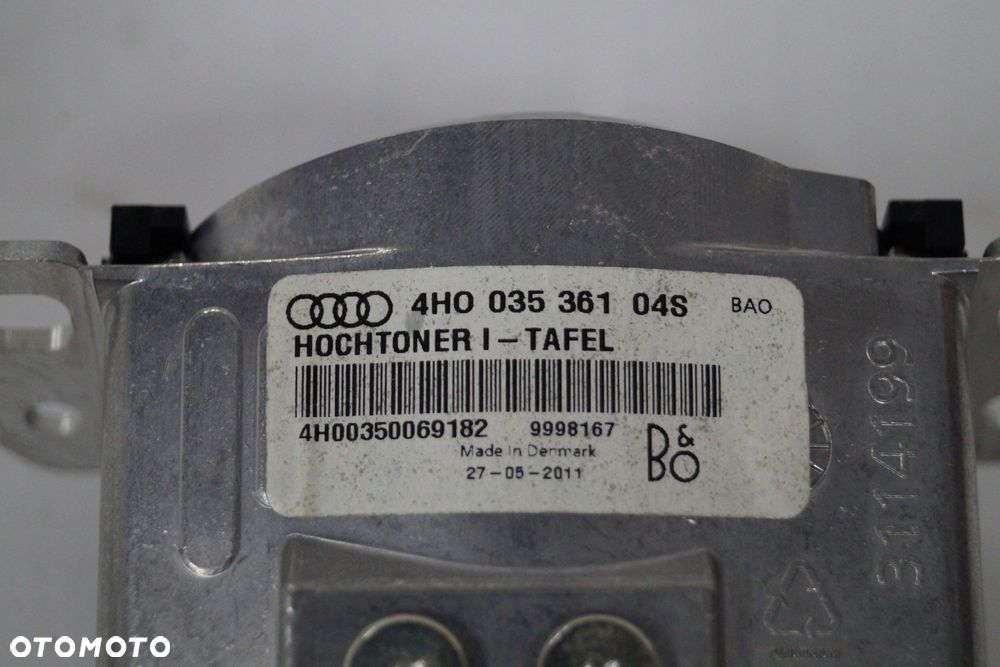 4H0 035 361 04S BAO
HOCHTONER I - TAFEL
4H00350069182 9998167
Made In Denmark
27-05-2011
B&O
3114199
OTOMOTO